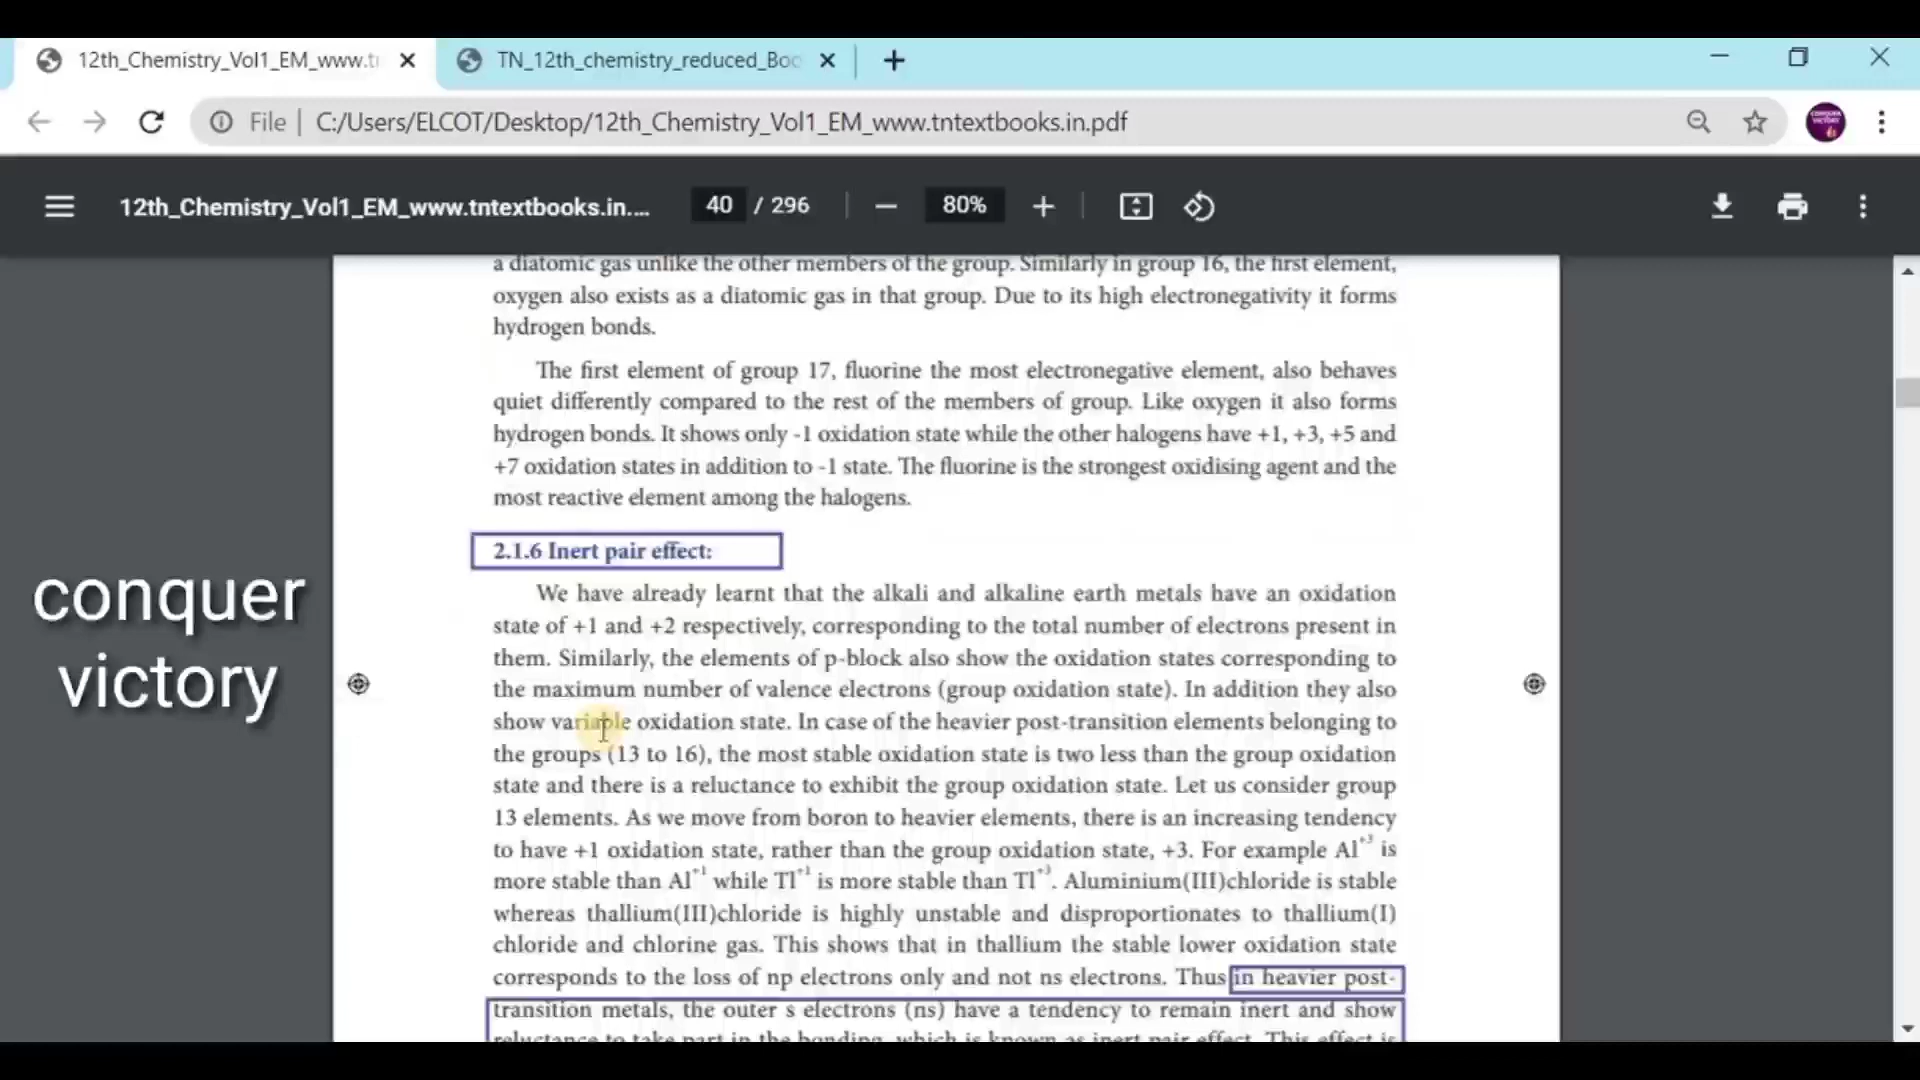 12th_Chemistry_Vol1_EM_www.t
TN_12th_chemistry_reduced_Boo
File
C:/Users/ELCOT/Desktop/12th_Chemistry_Vol1_EM_www.tntextbooks.in.pdf
12th_Chemistry_Vol1_EM_www.tntextbooks.in....
40 / 296
80%
a diatomic gas unlike the other members of the group. Similarly in group 16, the first element,
oxygen also exists as a diatomic gas in that group. Due to its high electronegativity it forms
hydrogen bonds.
The first element of group 17, fluorine the most electronegative element, also behaves
quiet differently compared to the rest of the members of group. Like oxygen it also forms
hydrogen bonds. It shows only -1 oxidation state while the other halogens have +1, +3, +5 and
+7 oxidation states in addition to -1 state. The fluorine is the strongest oxidising agent and the
most reactive element among the halogens.
2.1.6 Inert pair effect:
We have already learnt that the alkali and alkaline earth metals have an oxidation
state of +1 and +2 respectively, corresponding to the total number of electrons present in
them. Similarly, the elements of p-block also show the oxidation states corresponding to
the maximum number of valence electrons (group oxidation state). In addition they also
show variable oxidation state. In case of the heavier post-transition elements belonging to
the groups (13 to 16), the most stable oxidation state is two less than the group oxidation
state and there is a reluctance to exhibit the group oxidation state. Let us consider group
13 elements. As we move from boron to heavier elements, there is an increasing tendency
to have +1 oxidation state, rather than the group oxidation state, +3. For example Al⁺³ is
more stable than Al⁺¹ while Tl⁺¹ is more stable than Tl⁺³. Aluminium(III)chloride is stable
whereas thallium(III)chloride is highly unstable and disproportionates to thallium(I)
chloride and chlorine gas. This shows that in thallium the stable lower oxidation state
corresponds to the loss of np electrons only and not ns electrons. Thus in heavier post-
transition metals, the outer s electrons (ns) have a tendency to remain inert and show
reluctance to take part in the bonding, which is known as inert pair effect. This effect is
conquer
victory